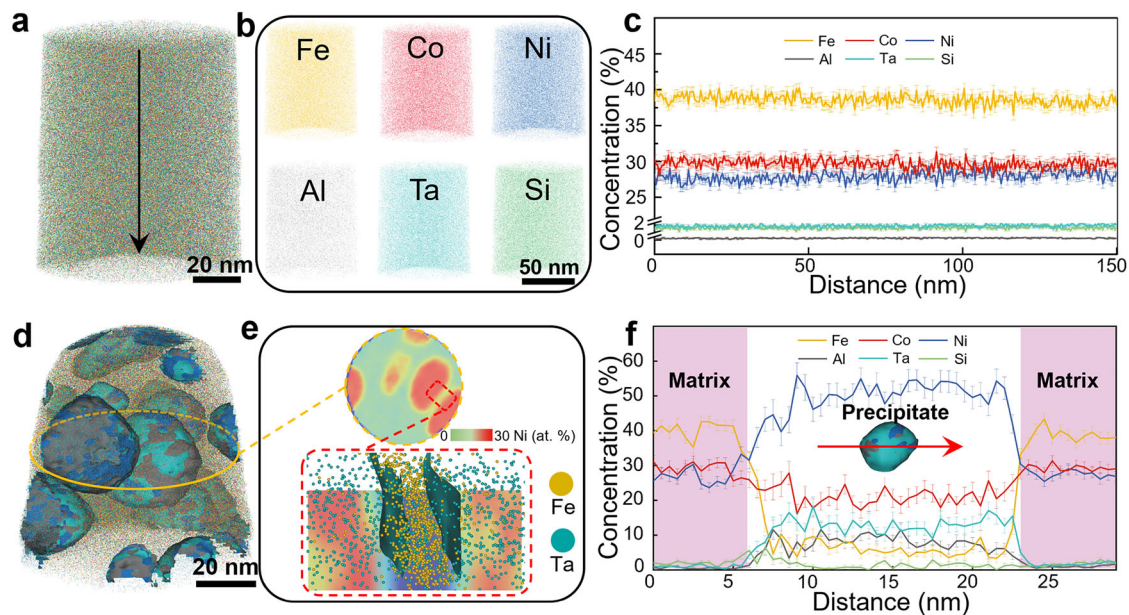 a
20 nm
b
Fe
Co
Ni
Al
Ta
Si
50 nm
c
Fe
Co
Ni
Al
Ta
Si
Concentration (%)
40
35
30
25
2
0
0
50
100
150
Distance (nm)
d
20 nm
e
0
30 Ni (at. %)
Fe
Ta
f
Fe
Co
Ni
Al
Ta
Si
Matrix
Precipitate
Matrix
Concentration (%)
60
50
40
30
20
10
0
0
5
10
15
20
25
Distance (nm)